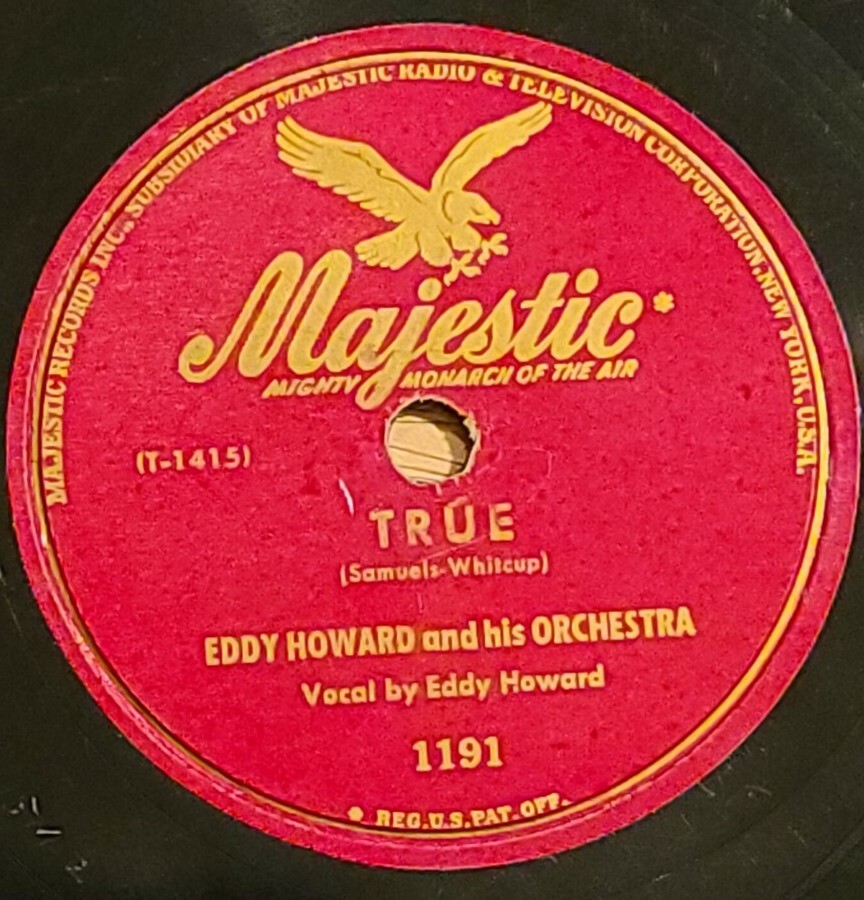 MAJESTIC RECORDS INC., SUBSIDIARY OF MAJESTIC RADIO & TELEVISION CORPORATION, NEW YORK, U.S.A.
Majestic*
MIGHTY MONARCH OF THE AIR
(T-1415)
TRUE
(Samuels-Whitcup)
EDDY HOWARD and his ORCHESTRA
Vocal by Eddy Howard
1191
* REG. U.S. PAT. OFF.